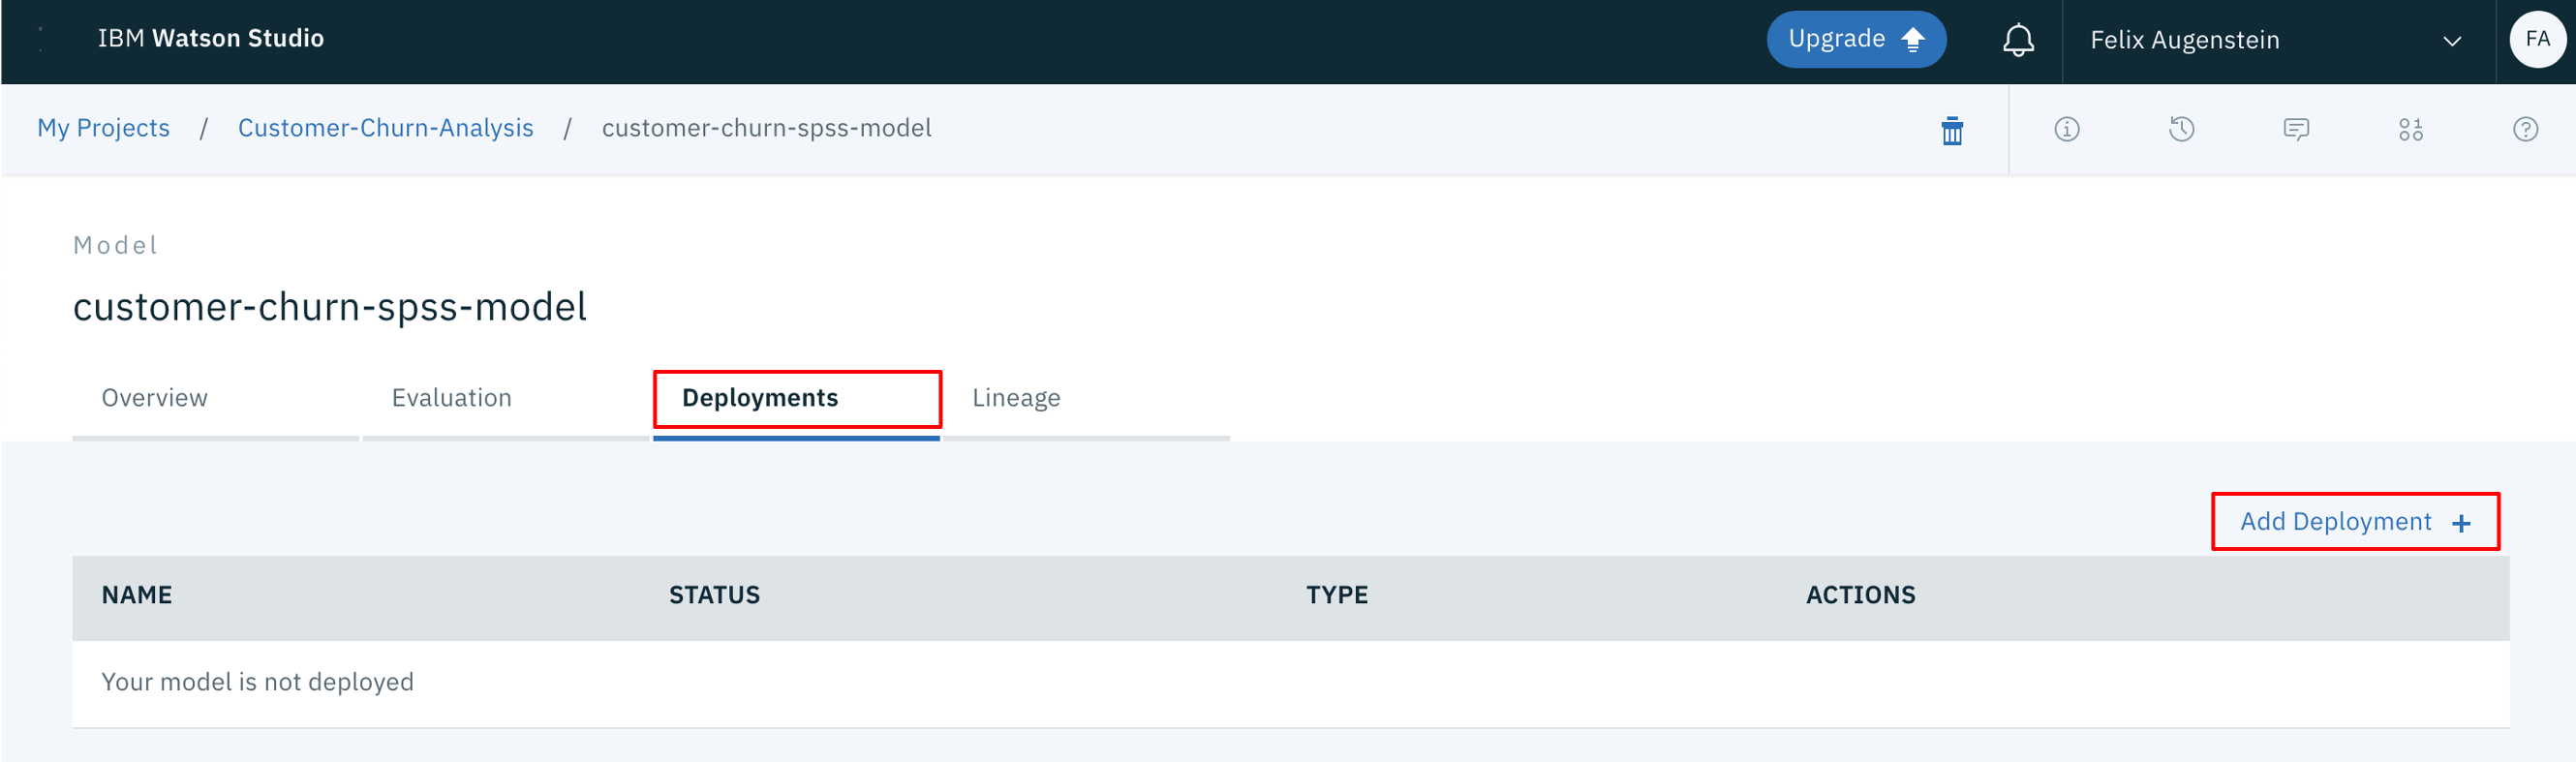 IBM Watson Studio
Upgrade
Felix Augenstein
FA
My Projects / Customer-Churn-Analysis / customer-churn-spss-model
Model
customer-churn-spss-model
Overview Evaluation Deployments Lineage
Add Deployment +
NAME STATUS TYPE ACTIONS
Your model is not deployed